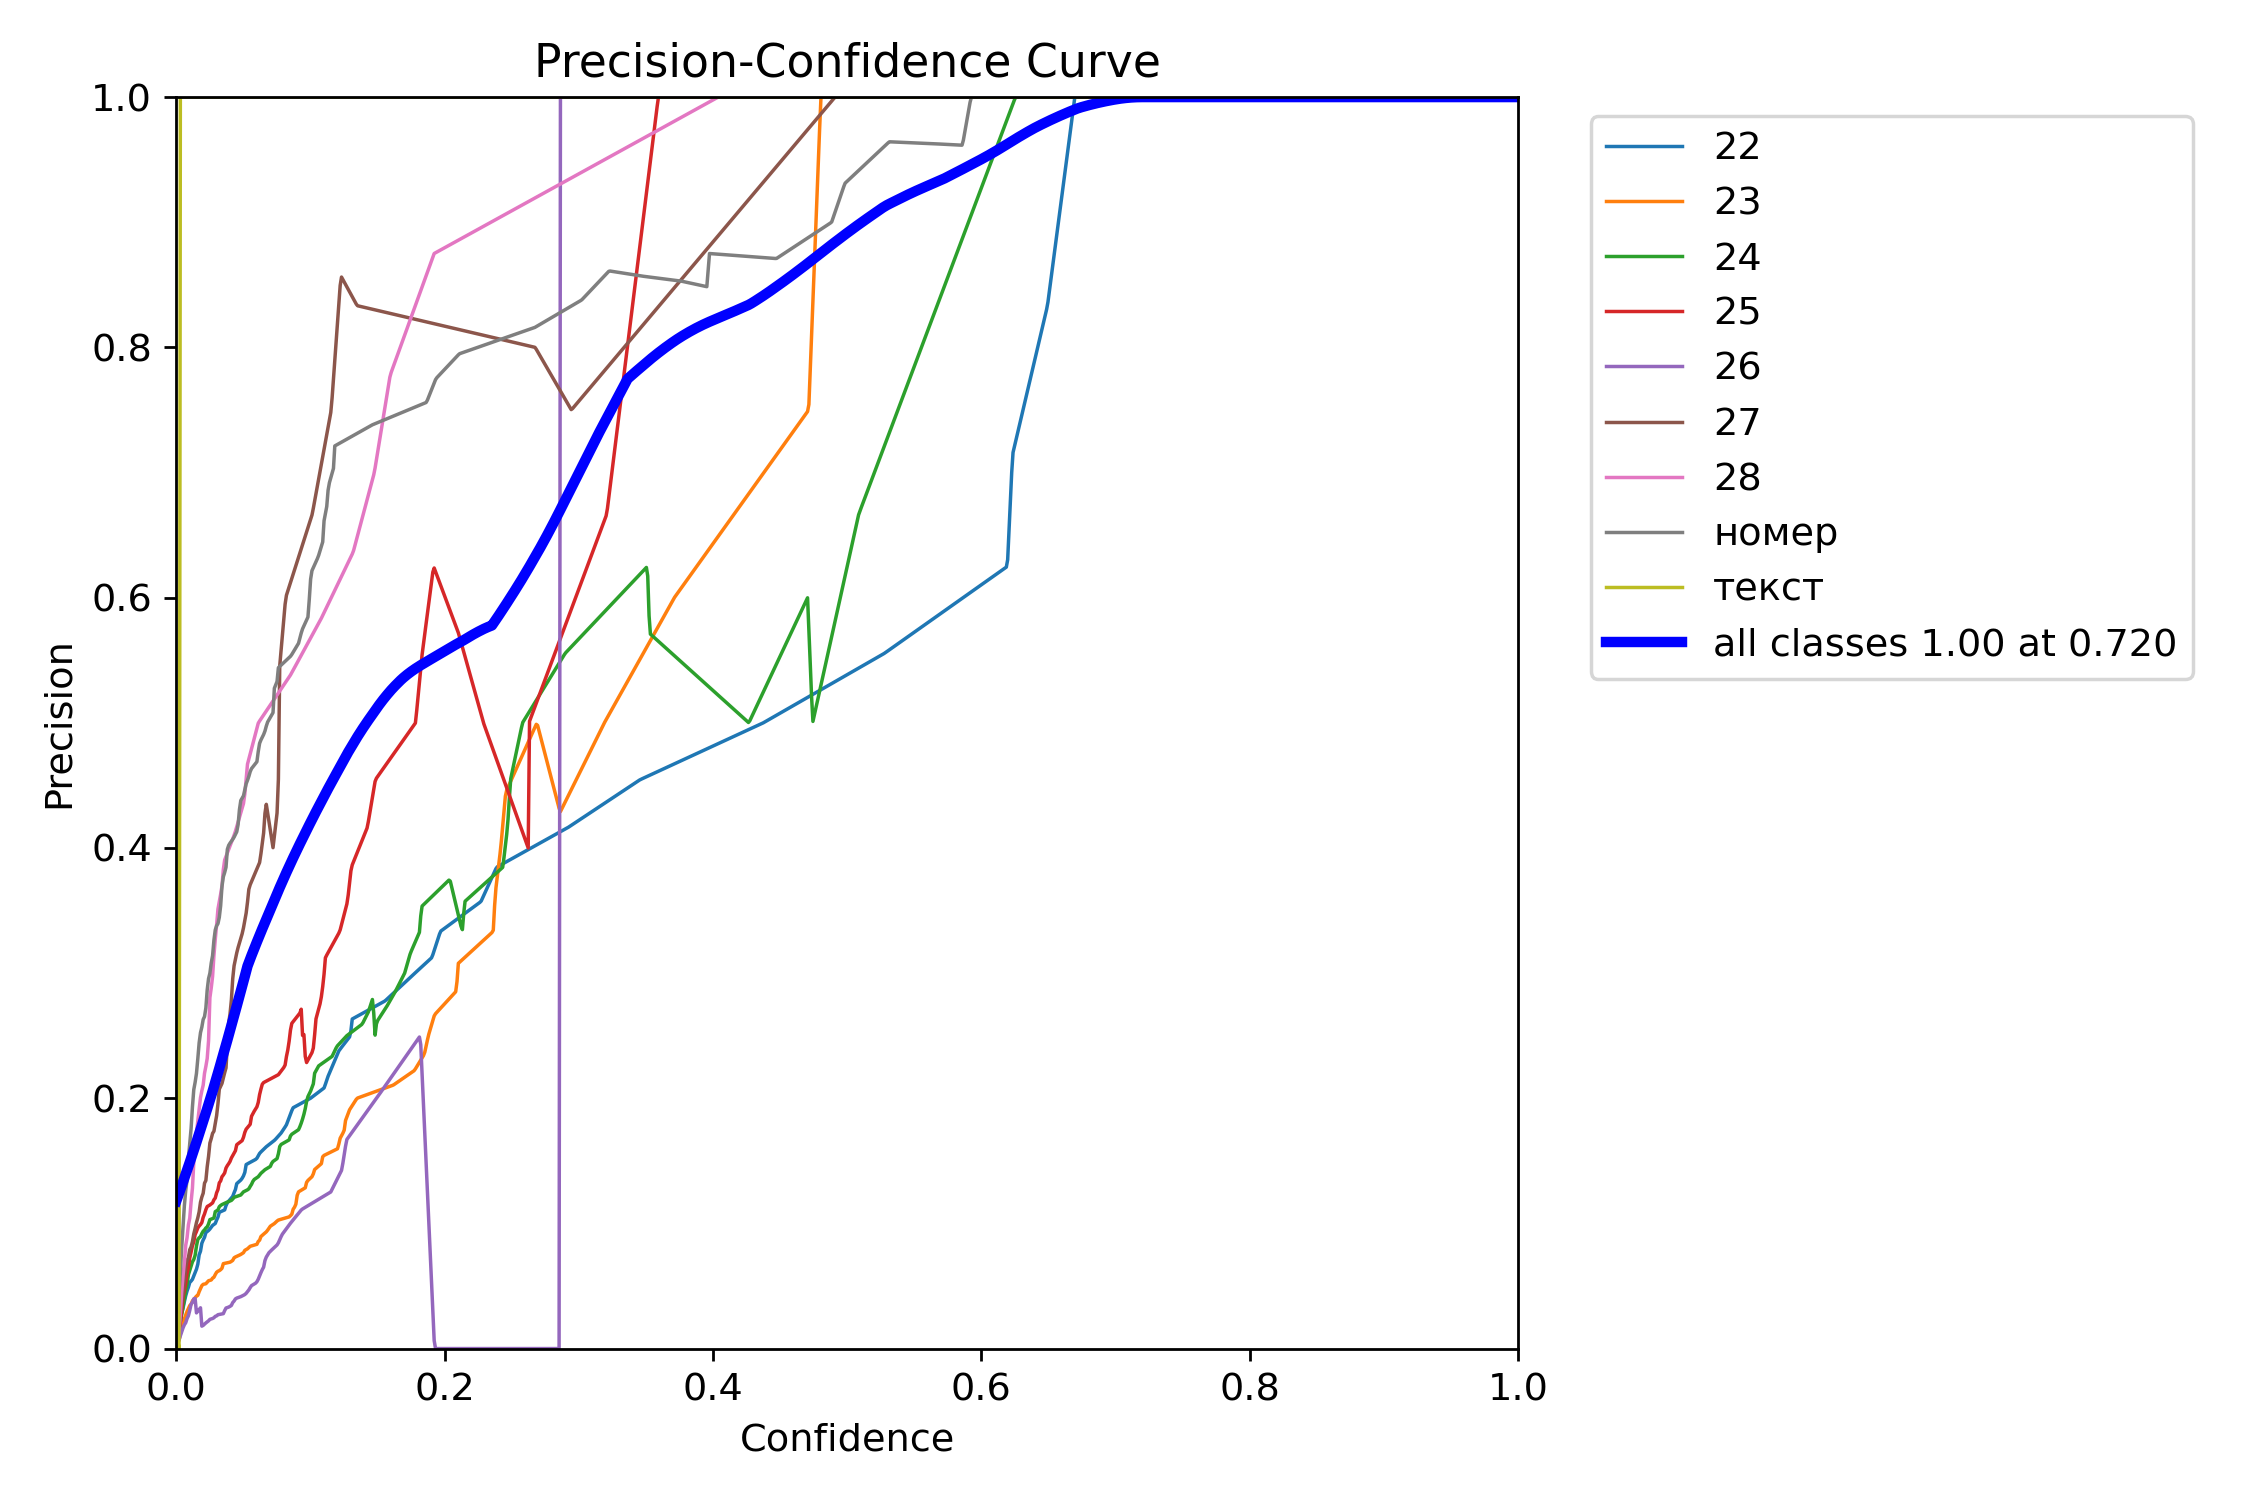 Precision-Confidence Curve
1.0
0.8
0.6
0.4
0.2
0.0
Precision
0.0 0.2 0.4 0.6 0.8 1.0
Confidence
22
23
24
25
26
27
28
номер
текст
all classes 1.00 at 0.720